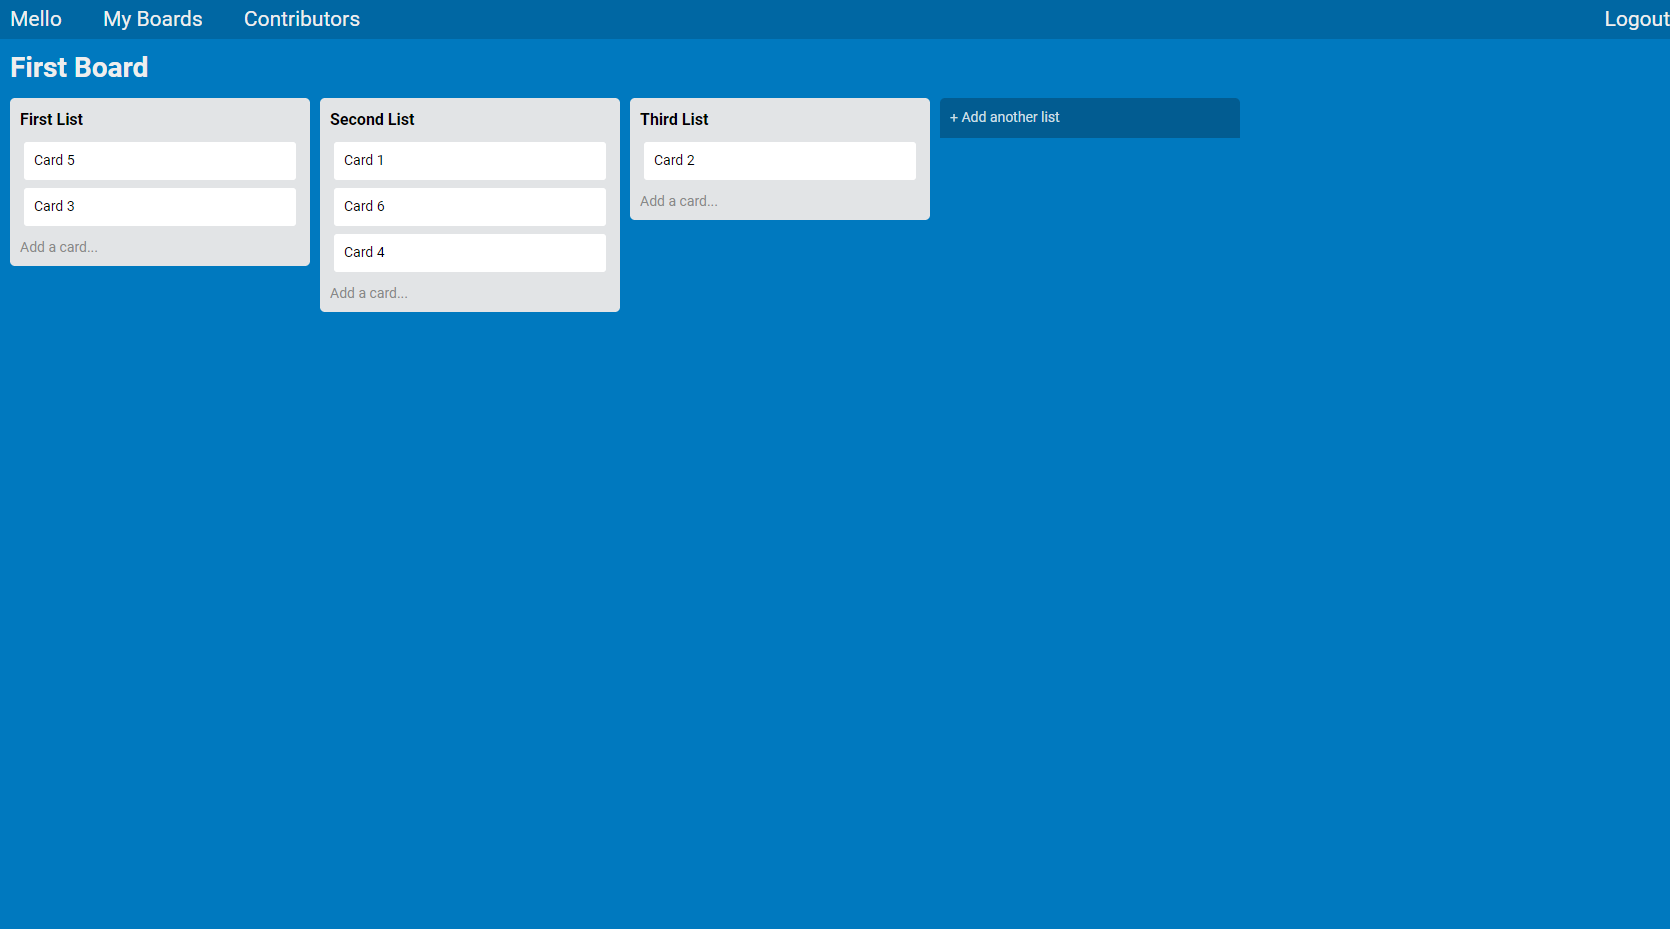 Mello My Boards Contributors Logout
First Board
First List
Card 5
Card 3
Add a card...
Second List
Card 1
Card 6
Card 4
Add a card...
Third List
Card 2
Add a card...
+ Add another list